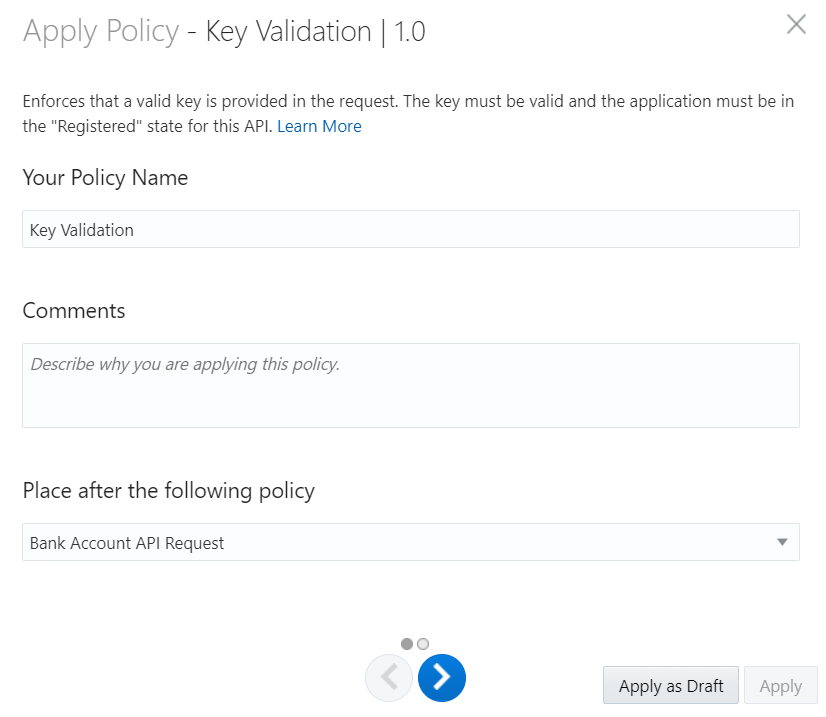 Apply Policy - Key Validation | 1.0
Enforces that a valid key is provided in the request. The key must be valid and the application must be in
the "Registered" state for this API. Learn More
Your Policy Name
Key Validation
Comments
Describe why you are applying this policy.
Place after the following policy
Bank Account API Request
Apply as Draft
Apply